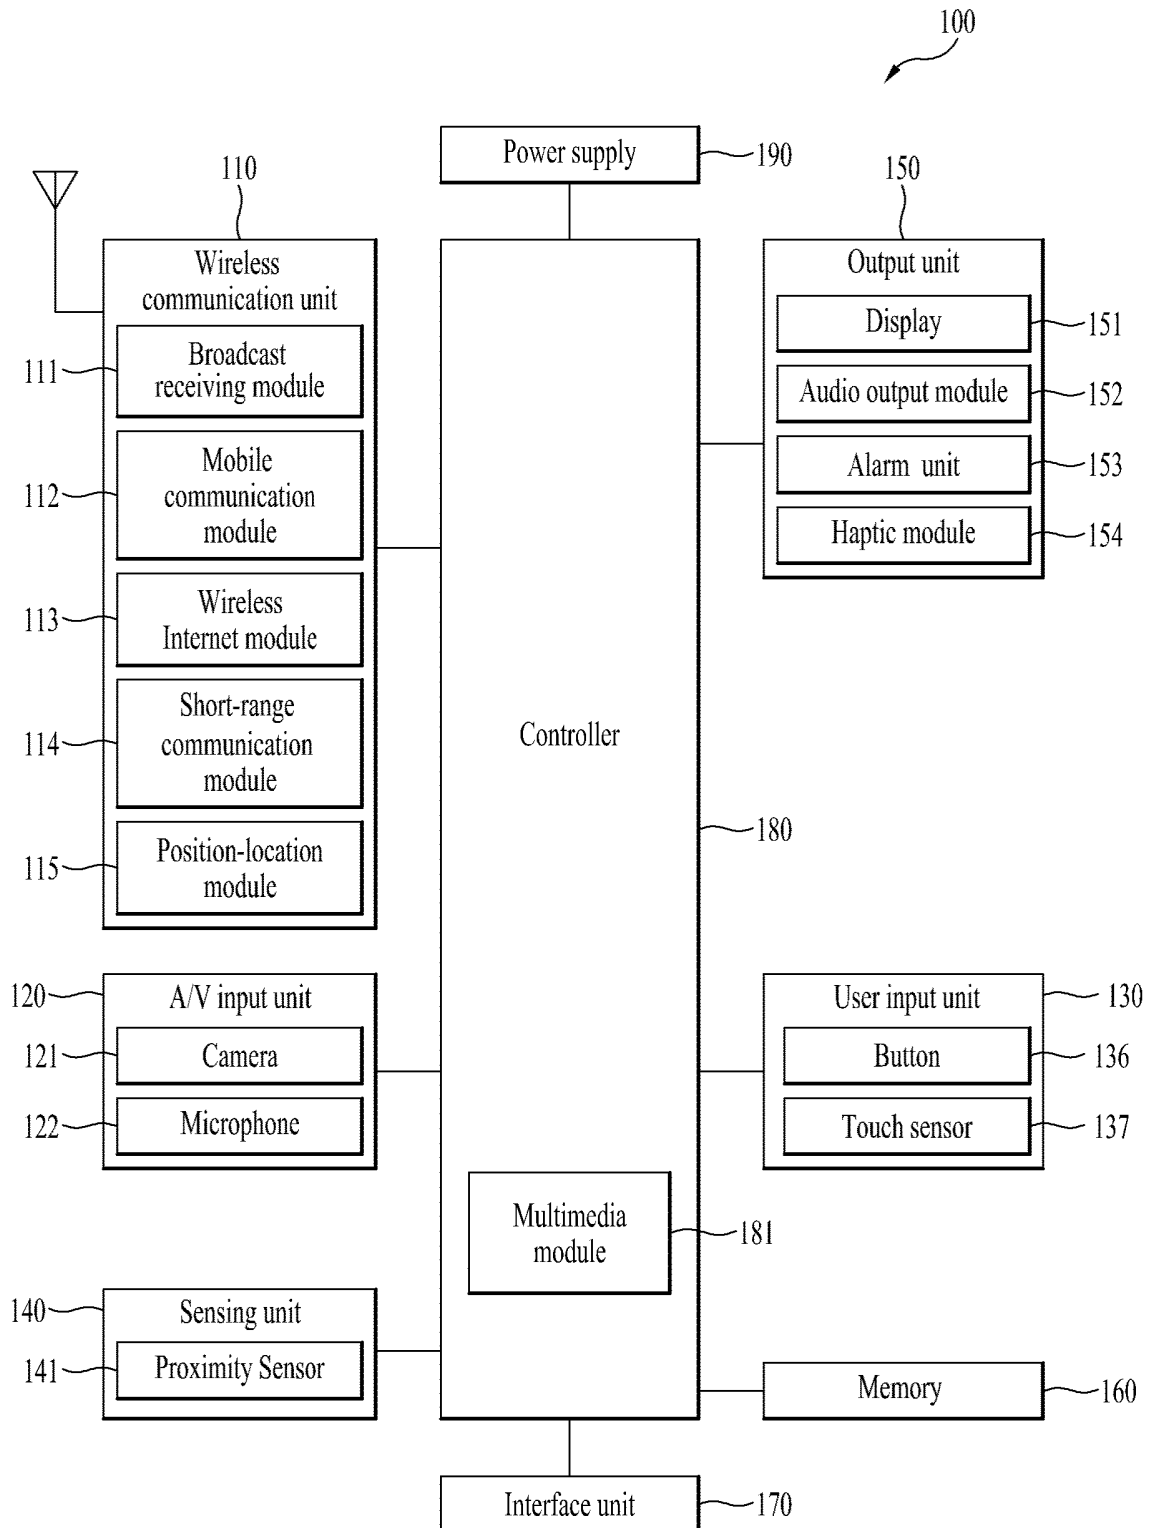 100
Power supply
190
110
Wireless
communication unit
111
Broadcast
receiving module
112
Mobile
communication
module
113
Wireless
Internet module
114
Short-range
communication
module
115
Position-location
module
150
Output unit
Display
151
Audio output module
152
Alarm unit
153
Haptic module
154
Controller
180
120
A/V input unit
121
Camera
122
Microphone
User input unit
130
Button
136
Touch sensor
137
Multimedia
module
181
140
Sensing unit
141
Proximity Sensor
Memory
160
Interface unit
170